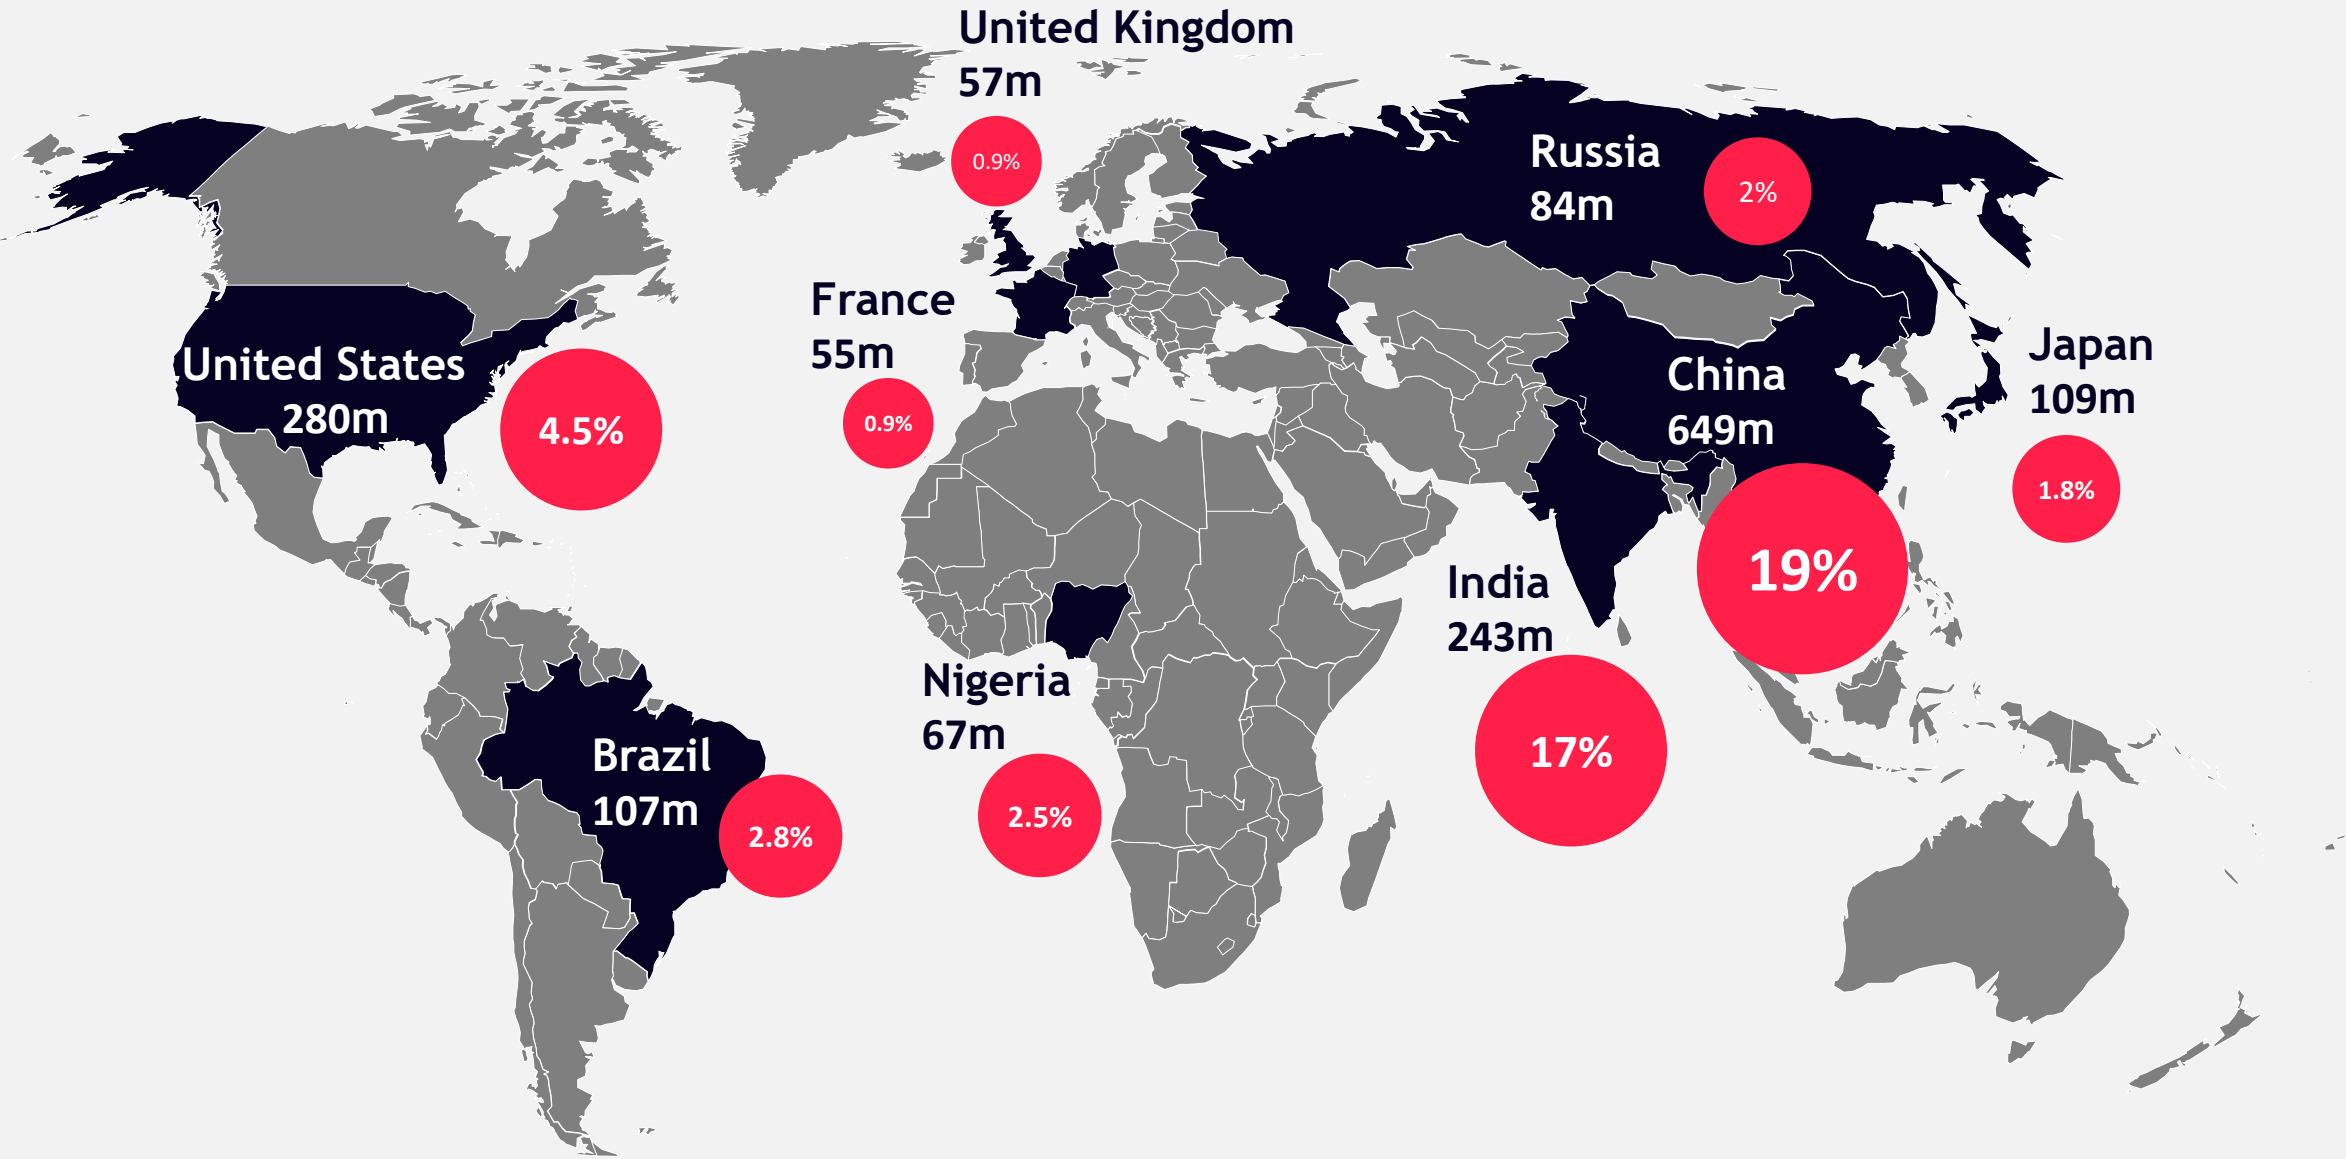 United Kingdom
57m
0.9%
Russia
84m
2%
France
55m
0.9%
United States
280m
4.5%
China
649m
19%
Japan
109m
1.8%
India
243m
17%
Nigeria
67m
2.5%
Brazil
107m
2.8%